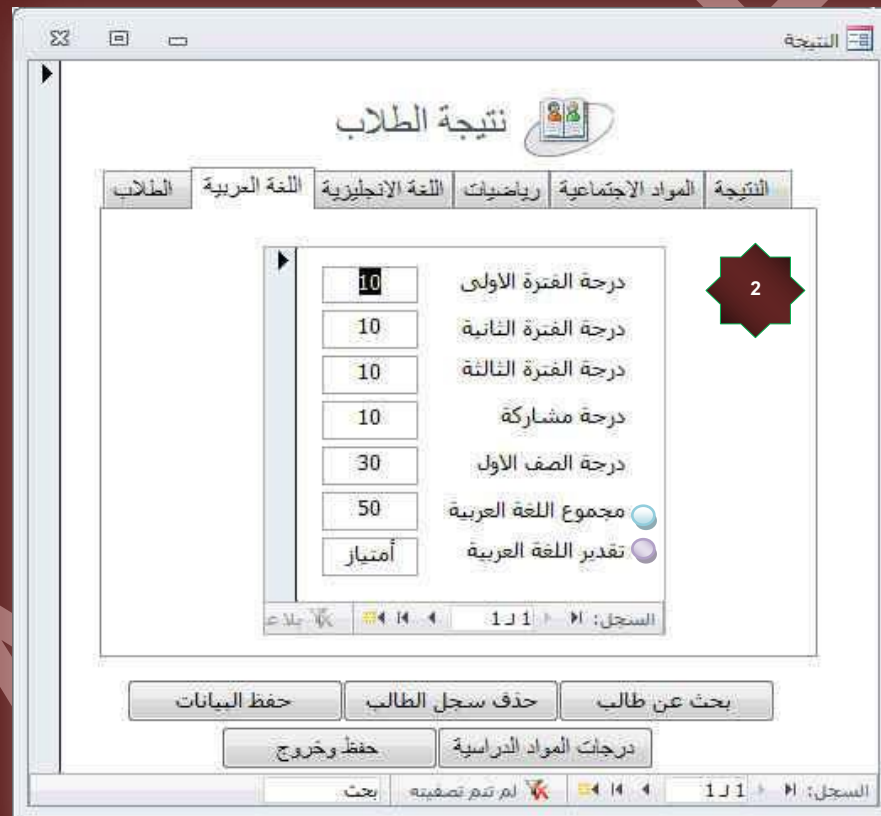 النتيجة
نتيجة الطلاب
النتيجة المواد الاجتماعية رياضيات اللغة الانجليزية اللغة العربية الطلاب
2
درجة الفترة الاولى 10
درجة الفترة الثانية 10
درجة الفترة الثالثة 10
درجة مشاركة 10
درجة الصف الاول 30
مجموع اللغة العربية 50
تقدير اللغة العربية أمتياز
السجل: 1 لـ 1 بلا
بحث عن طالب حذف سجل الطالب حفظ البيانات
درجات المواد الدراسية حفظ وخروج
السجل: 1 لـ 1 لم تتم تصفيته بحث